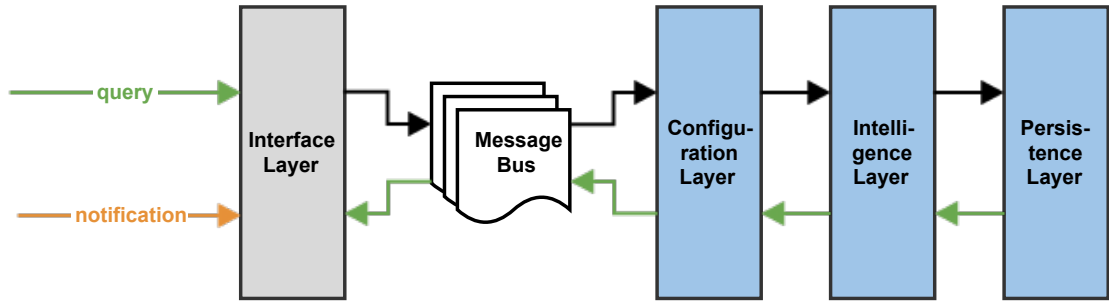 query
notification
Interface
Layer
Message
Bus
Configu-
ration
Layer
Intelli-
gence
Layer
Persis-
tence
Layer